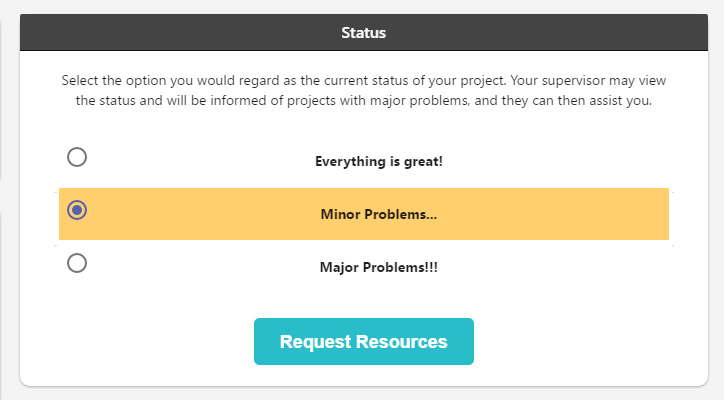 Status
Select the option you would regard as the current status of your project. Your supervisor may view
the status and will be informed of projects with major problems, and they can then assist you.
Everything is great!
Minor Problems...
Major Problems!!!
Request Resources